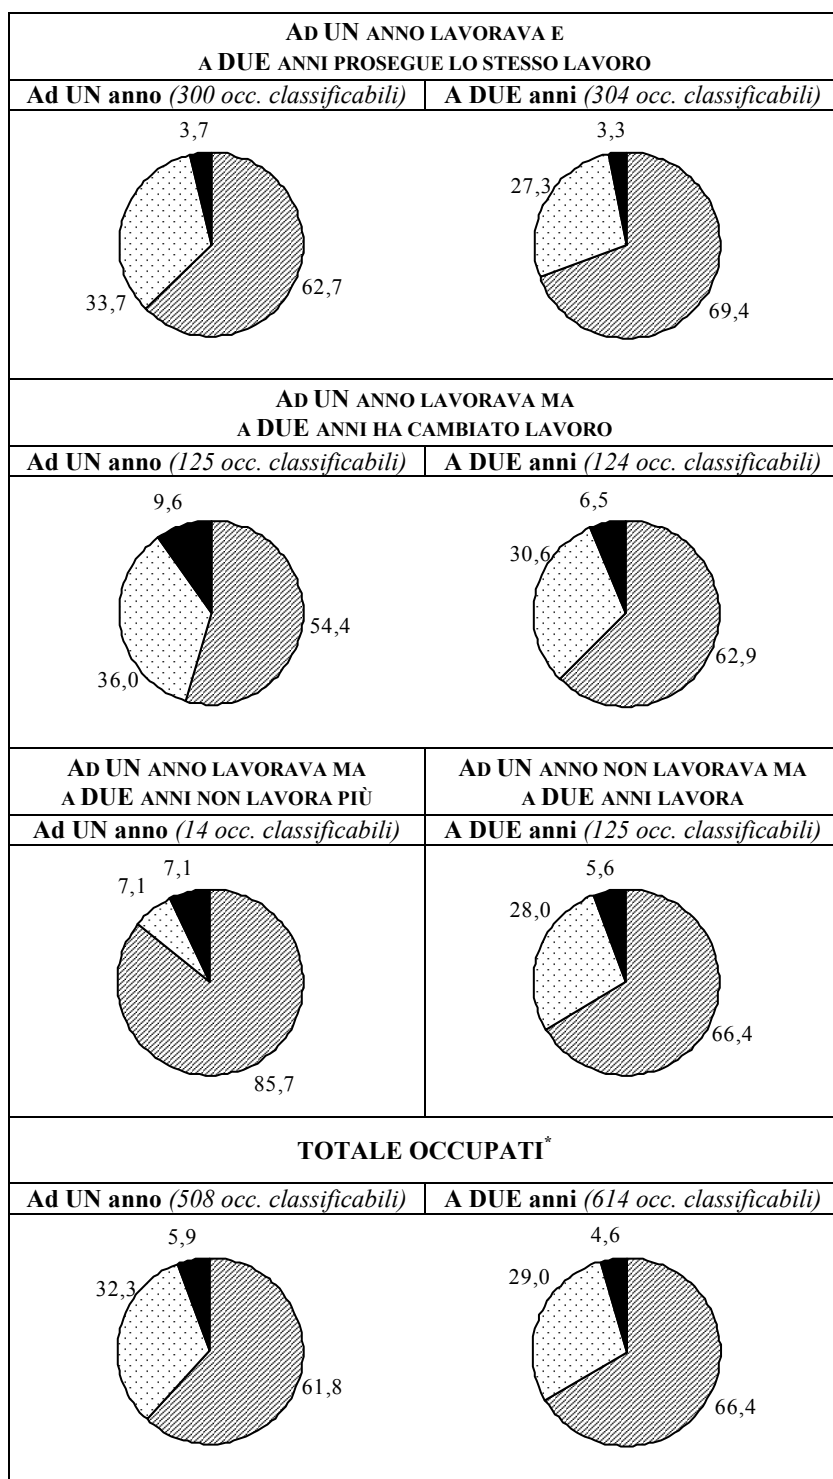 AD UN ANNO LAVORAVA E
A DUE ANNI PROSEGUE LO STESSO LAVORO
Ad UN anno (300 occ. classificabili)
A DUE anni (304 occ. classificabili)
3,7
33,7
62,7
3,3
27,3
69,4
AD UN ANNO LAVORAVA MA
A DUE ANNI HA CAMBIATO LAVORO
Ad UN anno (125 occ. classificabili)
A DUE anni (124 occ. classificabili)
9,6
36,0
54,4
6,5
30,6
62,9
AD UN ANNO LAVORAVA MA
A DUE ANNI NON LAVORA PIÙ
AD UN ANNO NON LAVORAVA MA
A DUE ANNI LAVORA
Ad UN anno (14 occ. classificabili)
A DUE anni (125 occ. classificabili)
7,1
7,1
85,7
5,6
28,0
66,4
TOTALE OCCUPATI*
Ad UN anno (508 occ. classificabili)
A DUE anni (614 occ. classificabili)
5,9
32,3
61,8
4,6
29,0
66,4